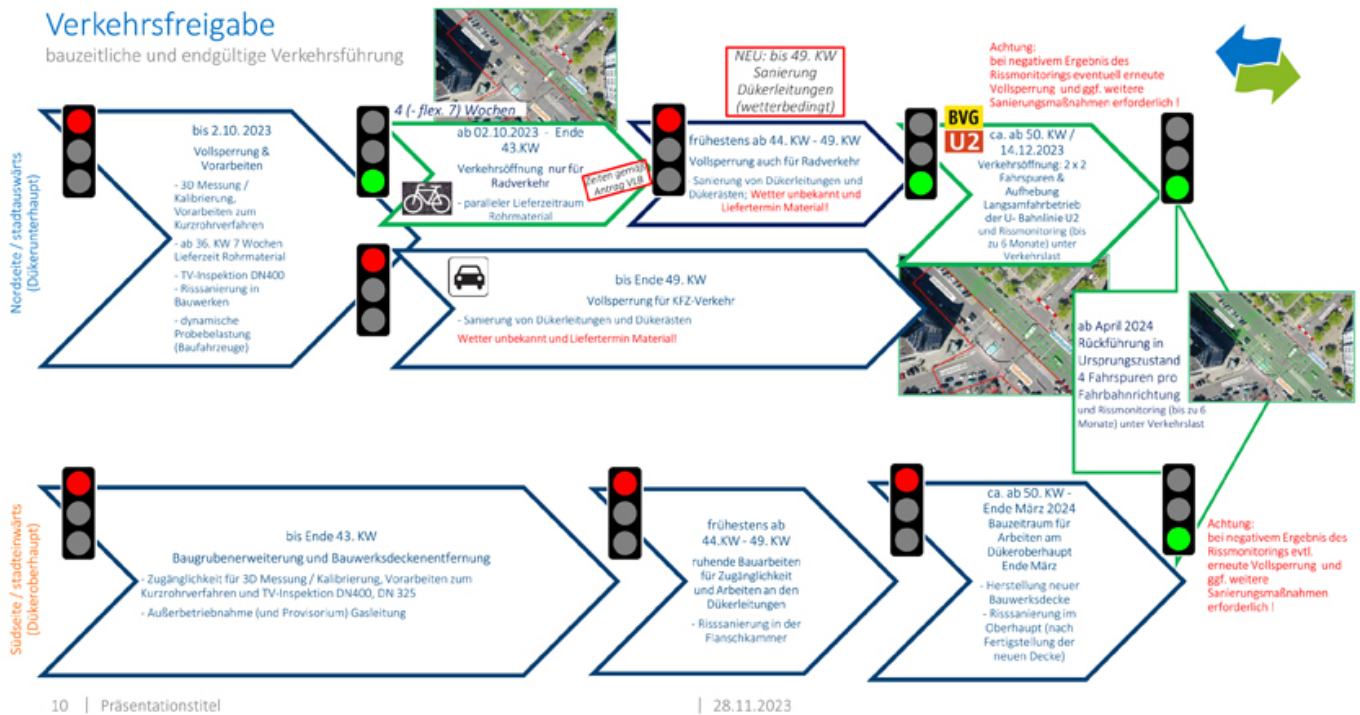 Verkehrsfreigabe
bauzeitliche und endgültige Verkehrsführung
Nordseite / stadtauswärts
(Dükerunterhaupt)
bis 2.10. 2023
Vollsperrung &
Vorarbeiten
- 3D Messung /
Kalibrierung,
Vorarbeiten zum
Kurzrohrverfahren
- ab 36. KW 7 Wochen
Lieferzeit Rohrmaterial
- TV-Inspektion DN400
- Risssanierung in
Bauwerken
- dynamische
Probebelastung
(Baufahrzeuge)
4 (- flex. 7) Wochen
ab 02.10.2023 - Ende
43.KW
Verkehrsöffnung nur für
Radverkehr
- paralleler Lieferzeitraum
Rohrmaterial
Zeiten gemäß
Antrag VLB
NEU: bis 49. KW
Sanierung
Dükerleitungen
(wetterbedingt)
frühestens ab 44. KW - 49. KW
Vollsperrung auch für Radverkehr
- Sanierung von Dükerleitungen und
Dükerästen; Wetter unbekannt und
Liefertermin Material!
Achtung:
bei negativem Ergebnis des
Rissmonitorings eventuell erneute
Vollsperrung und ggf. weitere
Sanierungsmaßnahmen erforderlich !
BVG
U2
ca. ab 50. KW /
14.12.2023
Verkehrsöffnung: 2 x 2
Fahrspuren &
Aufhebung
Langsamfahrbetrieb
der U- Bahnlinie U2
und Rissmonitoring (bis
zu 6 Monate) unter
Verkehrslast
bis Ende 49. KW
Vollsperrung für KFZ-Verkehr
- Sanierung von Dükerleitungen und Dükerästen
Wetter unbekannt und Liefertermin Material!
ab April 2024
Rückführung in
Ursprungszustand
4 Fahrspuren pro
Fahrbahnrichtung
und Rissmonitoring (bis zu 6
Monate) unter Verkehrslast
Südseite / stadteinwärts
(Dükeroberhaupt)
bis Ende 43. KW
Baugrubenerweiterung und Bauwerksdeckenentfernung
- Zugänglichkeit für 3D Messung / Kalibrierung, Vorarbeiten zum
Kurzrohrverfahren und TV-Inspektion DN400, DN 325
- Außerbetriebnahme (und Provisorium) Gasleitung
frühestens ab
44.KW - 49. KW
ruhende Bauarbeiten
für Zugänglichkeit
und Arbeiten an den
Dükerleitungen
- Risssanierung in der
Flanschkammer
ca. ab 50. KW -
Ende März 2024
Bauzeitraum für
Arbeiten am
Dükeroberhaupt
Ende März
- Herstellung neuer
Bauwerksdecke
- Risssanierung im
Oberhaupt (nach
Fertigstellung der
neuen Decke)
Achtung:
bei negativem Ergebnis des
Rissmonitorings evtl.
erneute Vollsperrung und
ggf. weitere
Sanierungsmaßnahmen
erforderlich !
10 | Präsentationstitel
| 28.11.2023